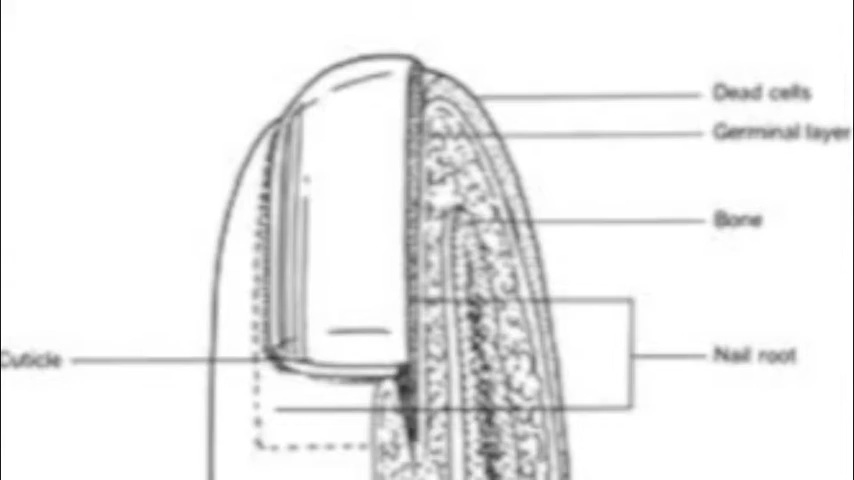 Dead cells
Germinal layer
Bone
Nail root
Cuticle